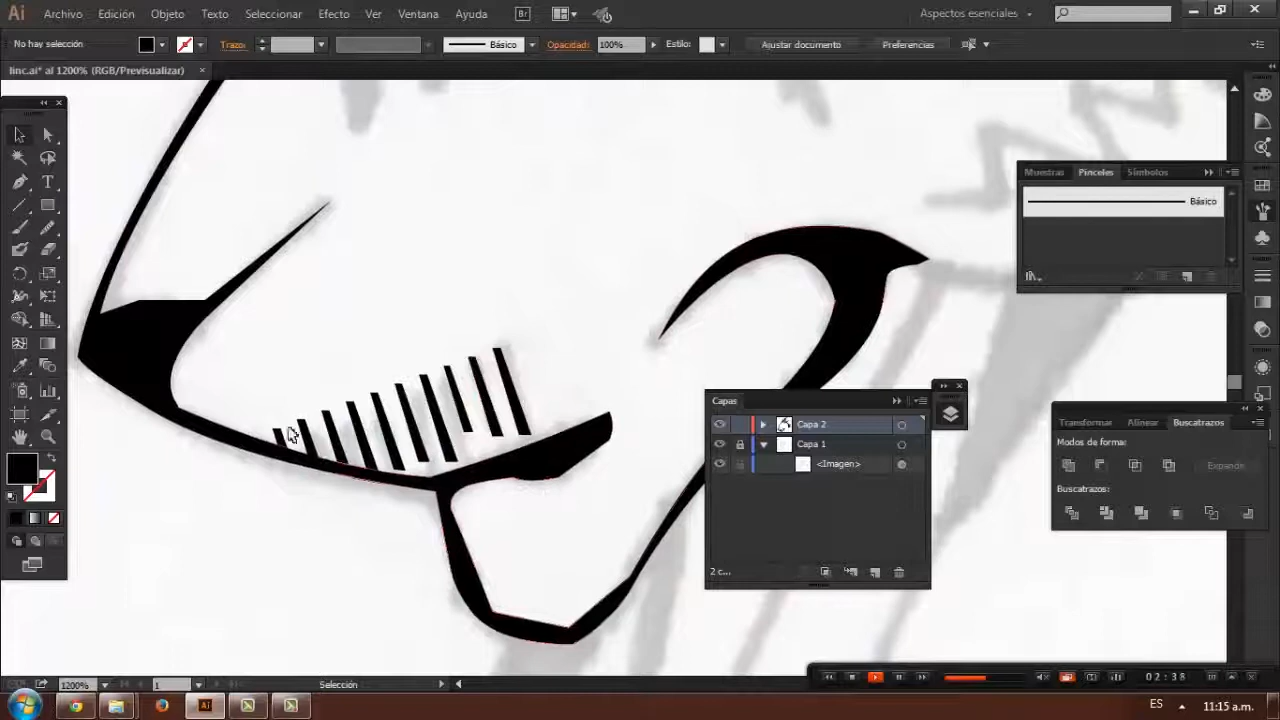 Ai Archivo Edición Objeto Texto Seleccionar Efecto Ver Ventana Ayuda Br Aspectos esenciales
No hay selección Trazo: Básico Opacidad: 100% Estilo: Ajustar documento Preferencias
linc.ai* al 1200% (RGB/Previsualizar)
Muestras Pinceles Símbolos
Básico
Capas
Capa 2
Capa 1
<Imagen>
2 c...
Transformar Alinear Buscatrazos
Modos de forma:
Expandir
Buscatrazos:
1200% 1 Selección
02:38
Ai ES 11:15 a.m.